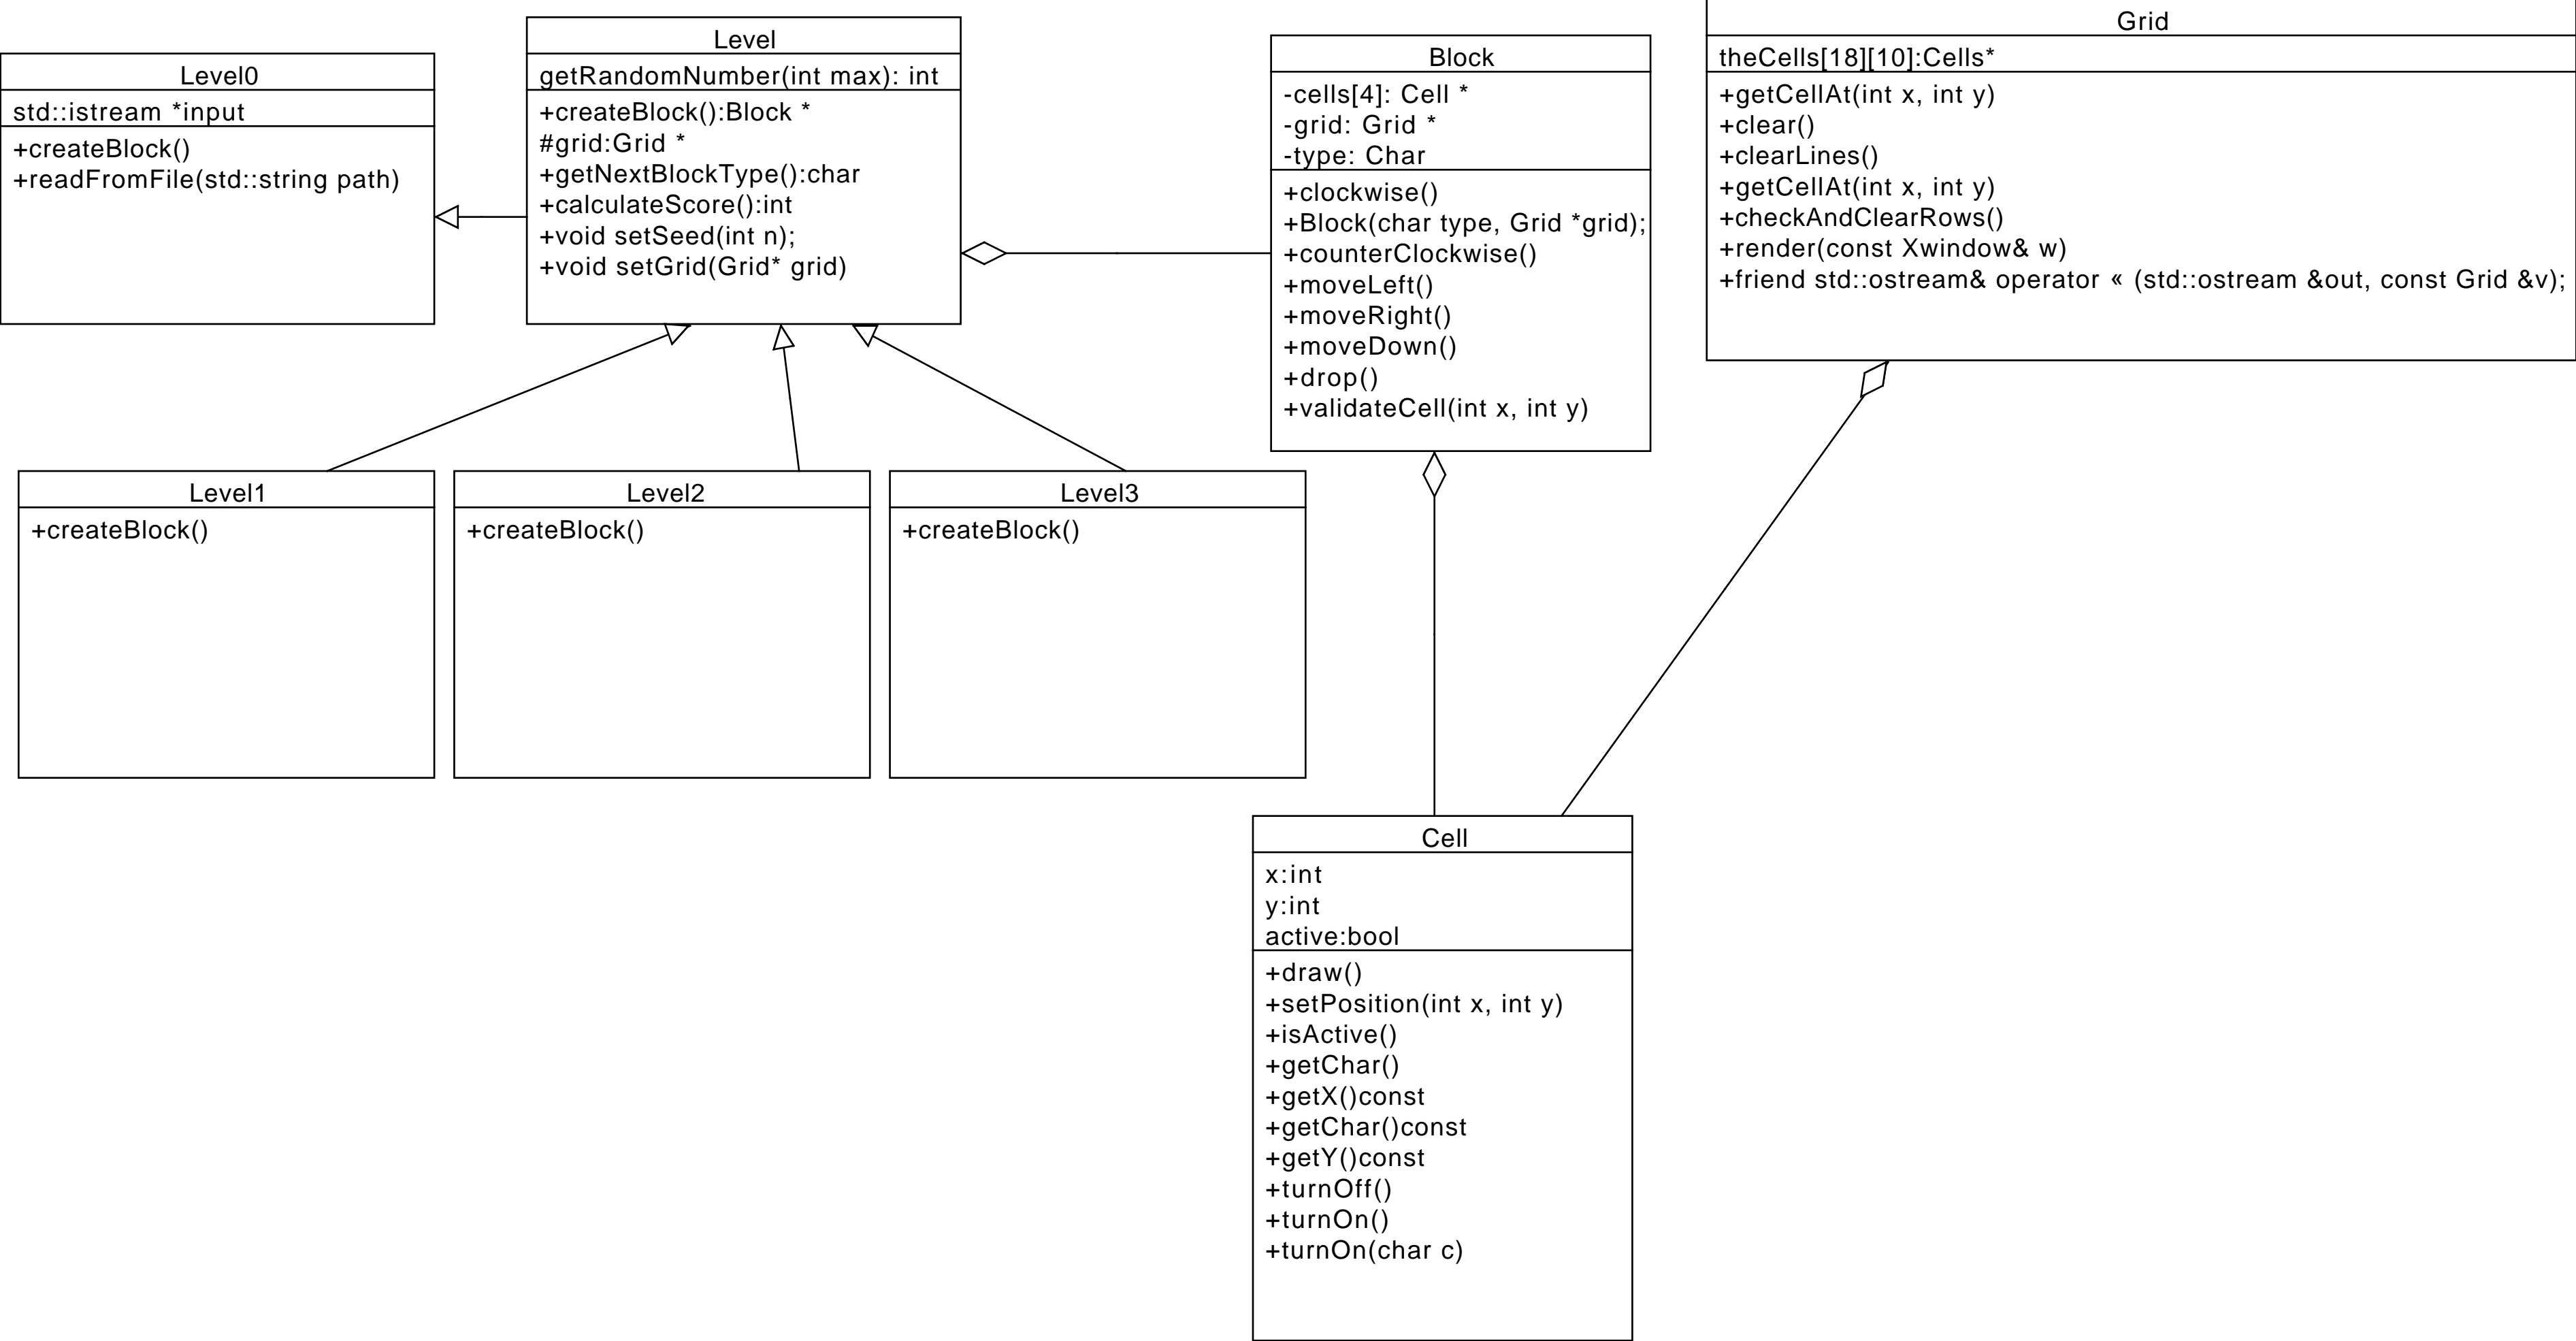 Level0
std::istream *input
+createBlock()
+readFromFile(std::string path)
Level
getRandomNumber(int max): int
+createBlock():Block *
#grid:Grid *
+getNextBlockType():char
+calculateScore():int
+void setSeed(int n);
+void setGrid(Grid* grid)
Block
-cells[4]: Cell *
-grid: Grid *
-type: Char
+clockwise()
+Block(char type, Grid *grid);
+counterClockwise()
+moveLeft()
+moveRight()
+moveDown()
+drop()
+validateCell(int x, int y)
Grid
theCells[18][10]:Cells*
+getCellAt(int x, int y)
+clear()
+clearLines()
+getCellAt(int x, int y)
+checkAndClearRows()
+render(const Xwindow& w)
+friend std::ostream& operator « (std::ostream &out, const Grid &v);
Level1
+createBlock()
Level2
+createBlock()
Level3
+createBlock()
Cell
x:int
y:int
active:bool
+draw()
+setPosition(int x, int y)
+isActive()
+getChar()
+getX()const
+getChar()const
+getY()const
+turnOff()
+turnOn()
+turnOn(char c)